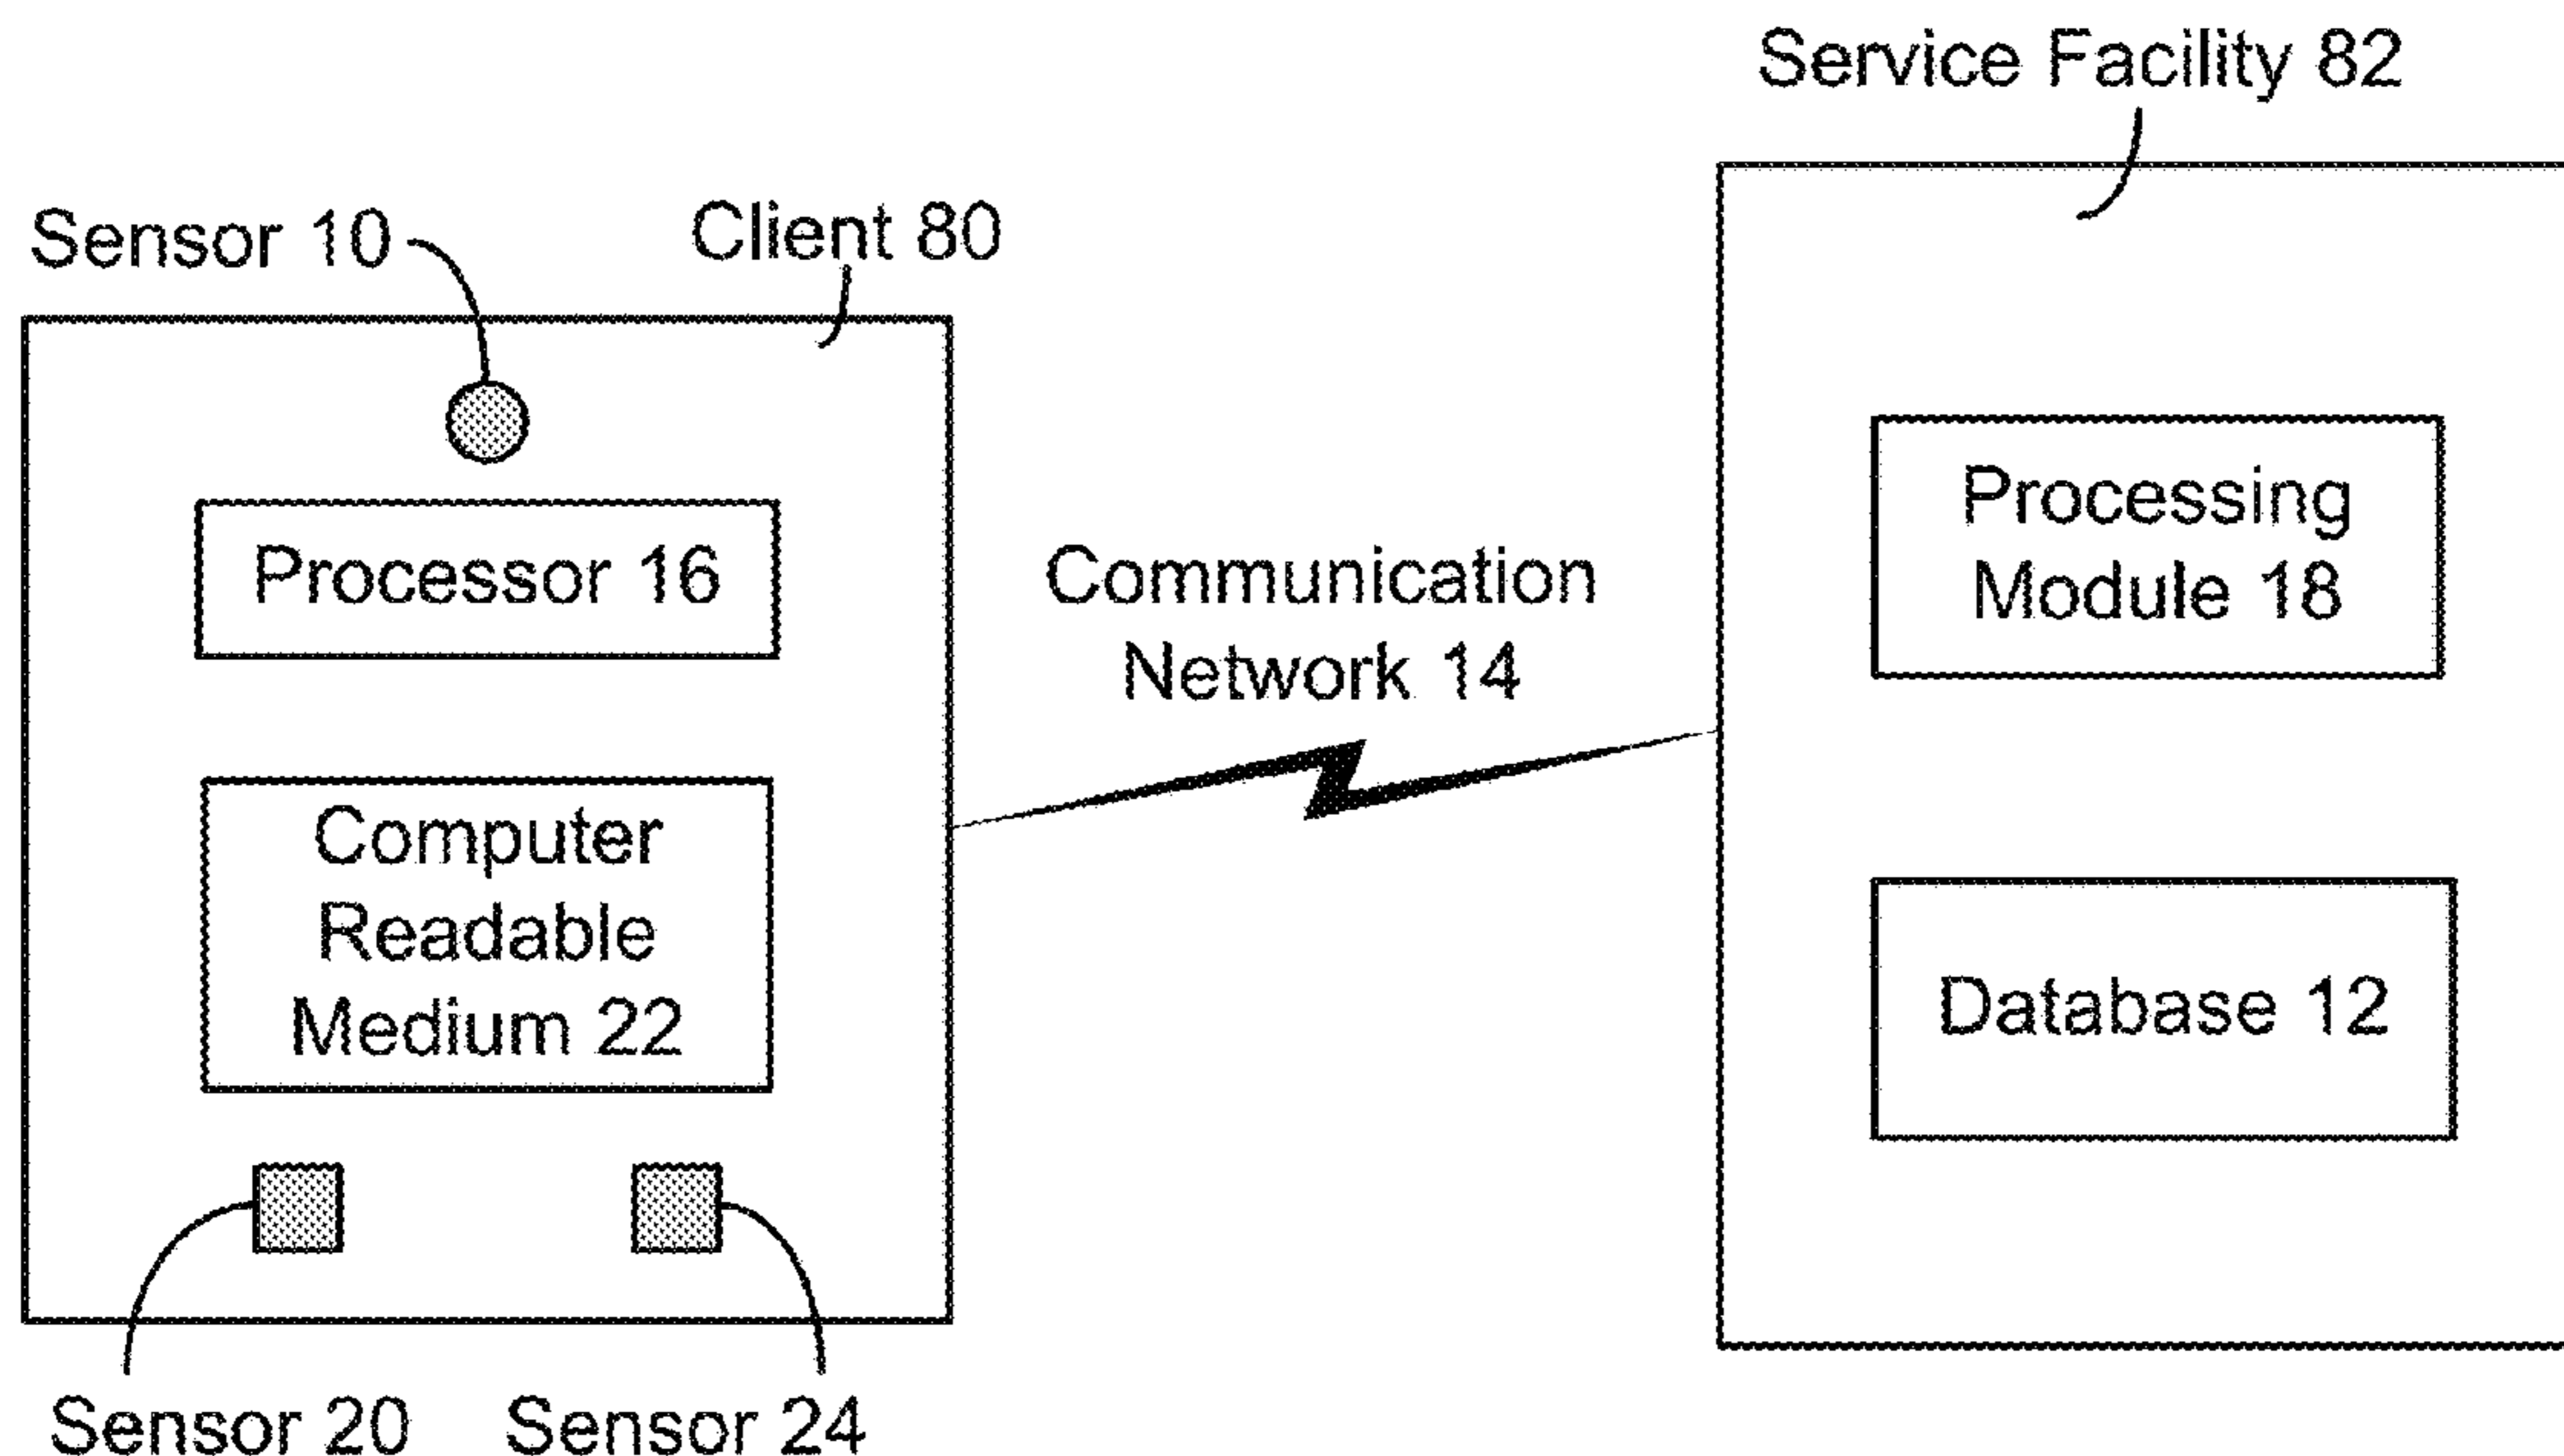 Service Facility 82
Sensor 10
Client 80
Processor 16
Computer
Readable
Medium 22
Sensor 20
Sensor 24
Communication
Network 14
Processing
Module 18
Database 12